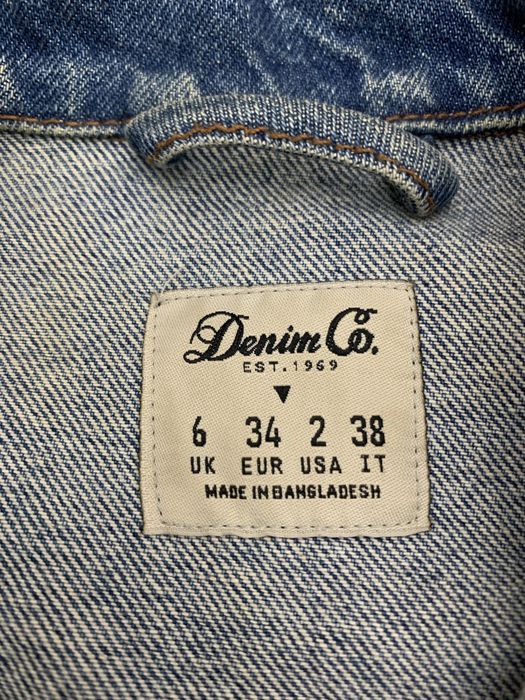 Denim Co.
EST. 1969
6 34 2 38
UK EUR USA IT
MADE IN BANGLADESH